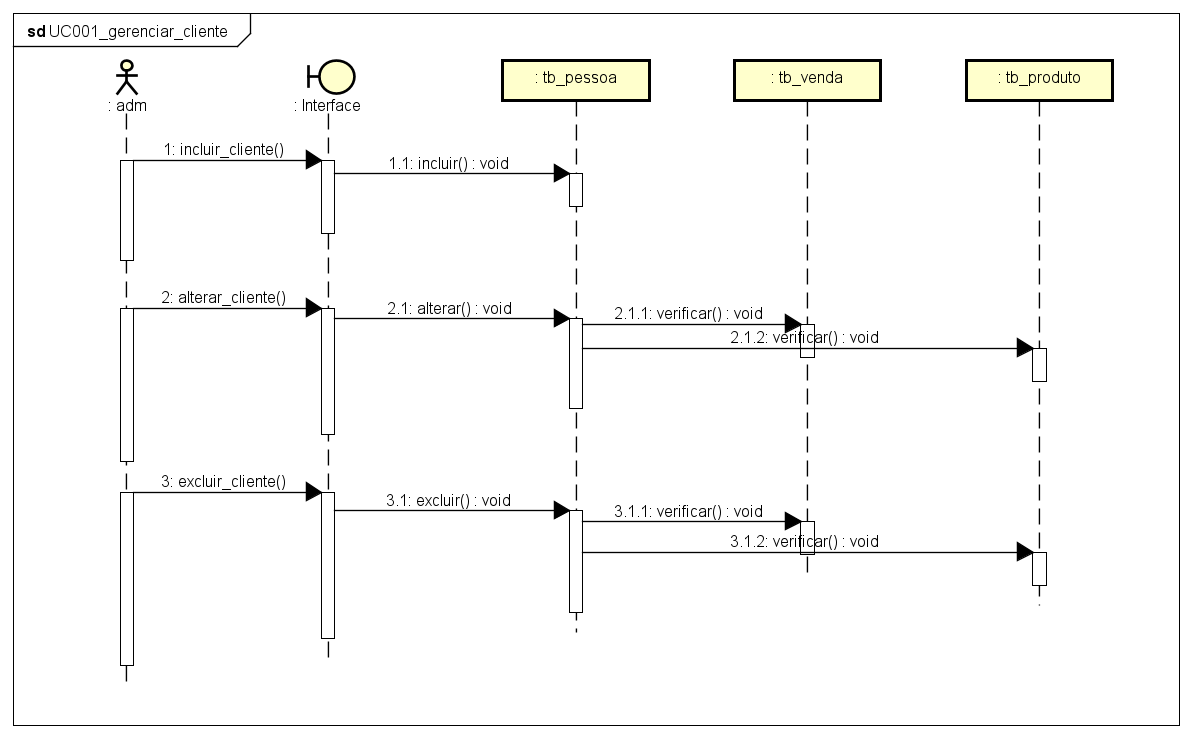 sd UC001_gerenciar_cliente
: adm
: Interface
: tb_pessoa
: tb_venda
: tb_produto
1: incluir_cliente()
1.1: incluir() : void
2: alterar_cliente()
2.1: alterar() : void
2.1.1: verificar() : void
2.1.2: verificar() : void
3: excluir_cliente()
3.1: excluir() : void
3.1.1: verificar() : void
3.1.2: verificar() : void